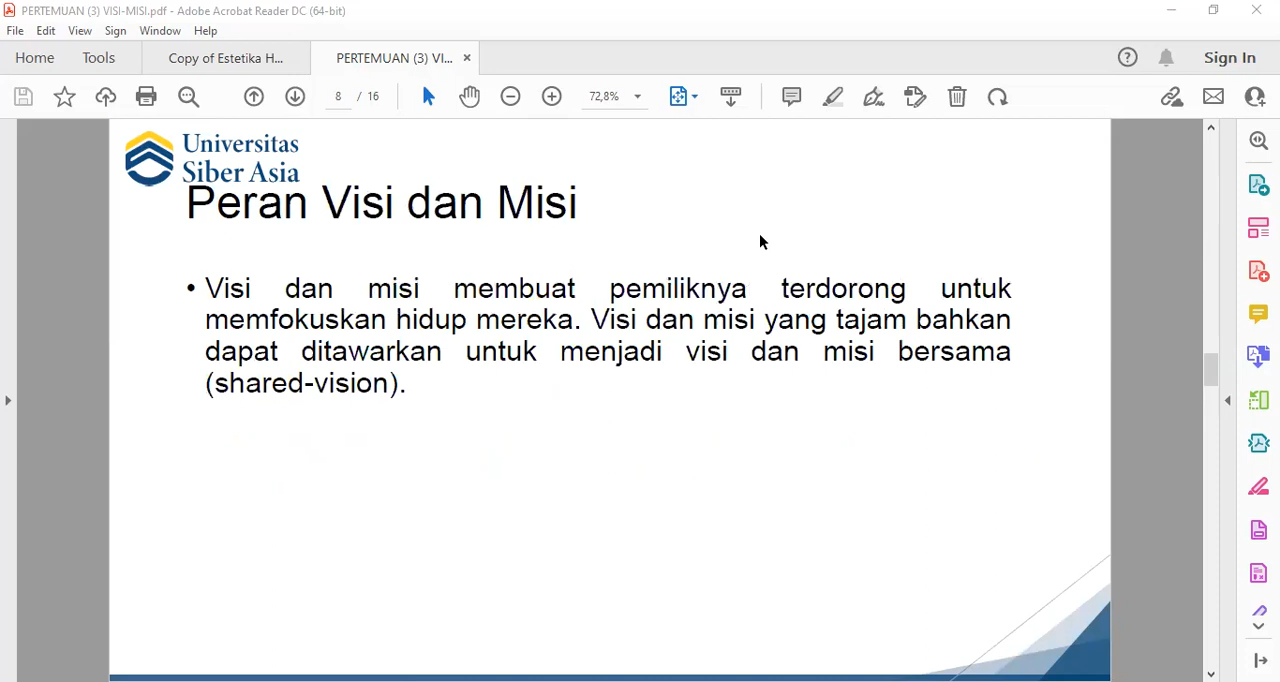 PERTEMUAN (3) VISI-MISI.pdf - Adobe Acrobat Reader DC (64-bit)
File Edit View Sign Window Help
Home Tools Copy of Estetika H... PERTEMUAN (3) VI... × Sign In
8 / 16 72,8%
Universitas
Siber Asia
Peran Visi dan Misi
• Visi dan misi membuat pemiliknya terdorong untuk
memfokuskan hidup mereka. Visi dan misi yang tajam bahkan
dapat ditawarkan untuk menjadi visi dan misi bersama
(shared-vision).